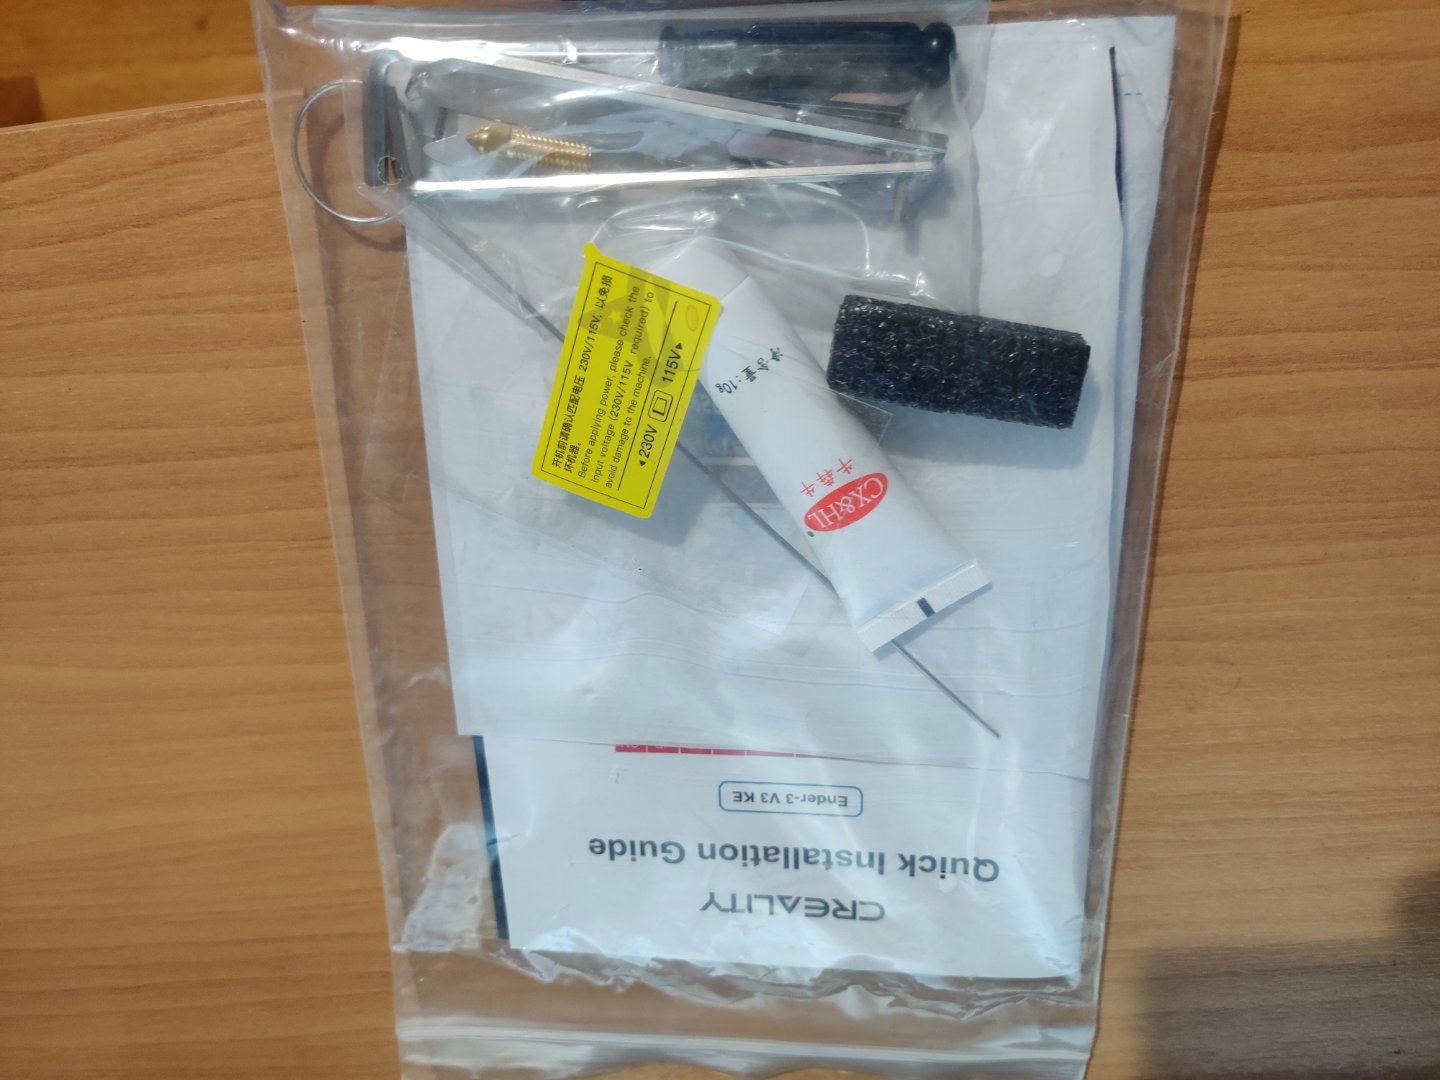 开机前请确认匹配电压 230V/115V, 以免损
坏机器。
Before applying power, please check the
input voltage (230V/115V required) to
avoid damage to the machine.
◂230V 115V▸
含量:10g
CX&HL
CREALITY
Quick Installation Guide
Ender-3 V3 KE